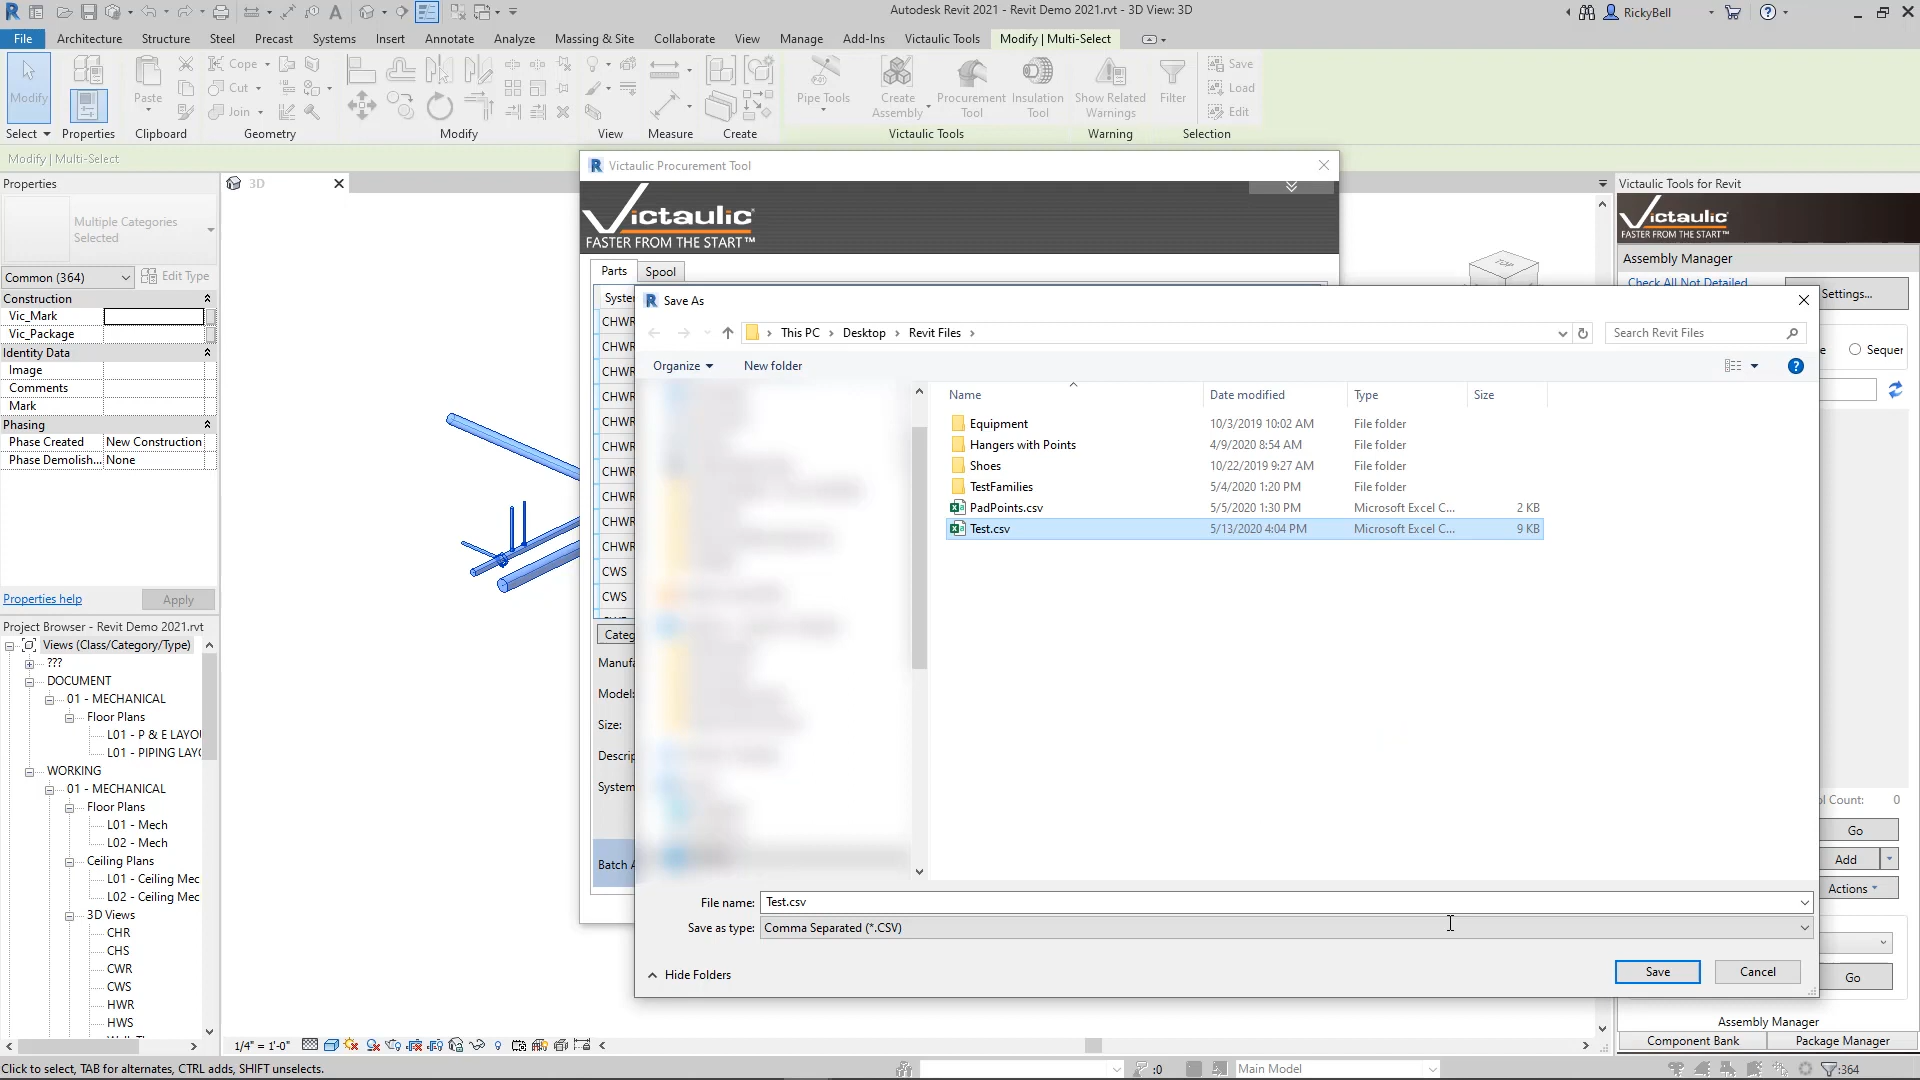 Autodesk Revit 2021 - Revit Demo 2021.rvt - 3D View: 3D
RickyBell
File Architecture Structure Steel Precast Systems Insert Annotate Analyze Massing & Site Collaborate View Manage Add-Ins Victaulic Tools Modify | Multi-Select
Modify
Paste
Cope
Cut
Join
Pipe Tools
Create Assembly
Procurement Tool
Insulation Tool
Show Related Warnings
Filter
Save
Load
Edit
Select Properties Clipboard Geometry Modify View Measure Create Victaulic Tools Warning Selection
Modify | Multi-Select
Properties
Multiple Categories
Selected
Common (364)
Edit Type
Construction
Vic_Mark
Vic_Package
Identity Data
Image
Comments
Mark
Phasing
Phase Created New Construction
Phase Demolish... None
Properties help
Apply
Project Browser - Revit Demo 2021.rvt
Views (Class/Category/Type)
???
DOCUMENT
01 - MECHANICAL
Floor Plans
L01 - P & E LAYOU
L01 - PIPING LAY
WORKING
01 - MECHANICAL
Floor Plans
L01 - Mech
L02 - Mech
Ceiling Plans
L01 - Ceiling Mec
L02 - Ceiling Mec
3D Views
CHR
CHS
CWR
CWS
HWR
HWS
3D
TOP
Victaulic Procurement Tool
Victaulic
FASTER FROM THE START™
Parts Spool
System
CHWR
CHWR
CHWR
CHWR
CHWR
CHWR
CHWR
CHWR
CHWR
CHWR
CWS
CWS
Categ
Manufa
Model:
Size:
Descrip
System
Batch A
Save As
This PC > Desktop > Revit Files >
Search Revit Files
Organize New folder
Name Date modified Type Size
Equipment 10/3/2019 10:02 AM File folder
Hangers with Points 4/9/2020 8:54 AM File folder
Shoes 10/22/2019 9:27 AM File folder
TestFamilies 5/4/2020 1:20 PM File folder
PadPoints.csv 5/5/2020 1:30 PM Microsoft Excel C... 2 KB
Test.csv 5/13/2020 4:04 PM Microsoft Excel C... 9 KB
File name: Test.csv
Save as type: Comma Separated (*.CSV)
Hide Folders
Save
Cancel
Victaulic Tools for Revit
Victaulic
FASTER FROM THE START™
Assembly Manager
Check All Not Detailed
Settings...
Sequer
ol Count: 0
Go
Add
Actions
Go
Assembly Manager
Component Bank Package Manager
1/4" = 1'-0"
Click to select, TAB for alternates, CTRL adds, SHIFT unselects.
:0
Main Model
:364